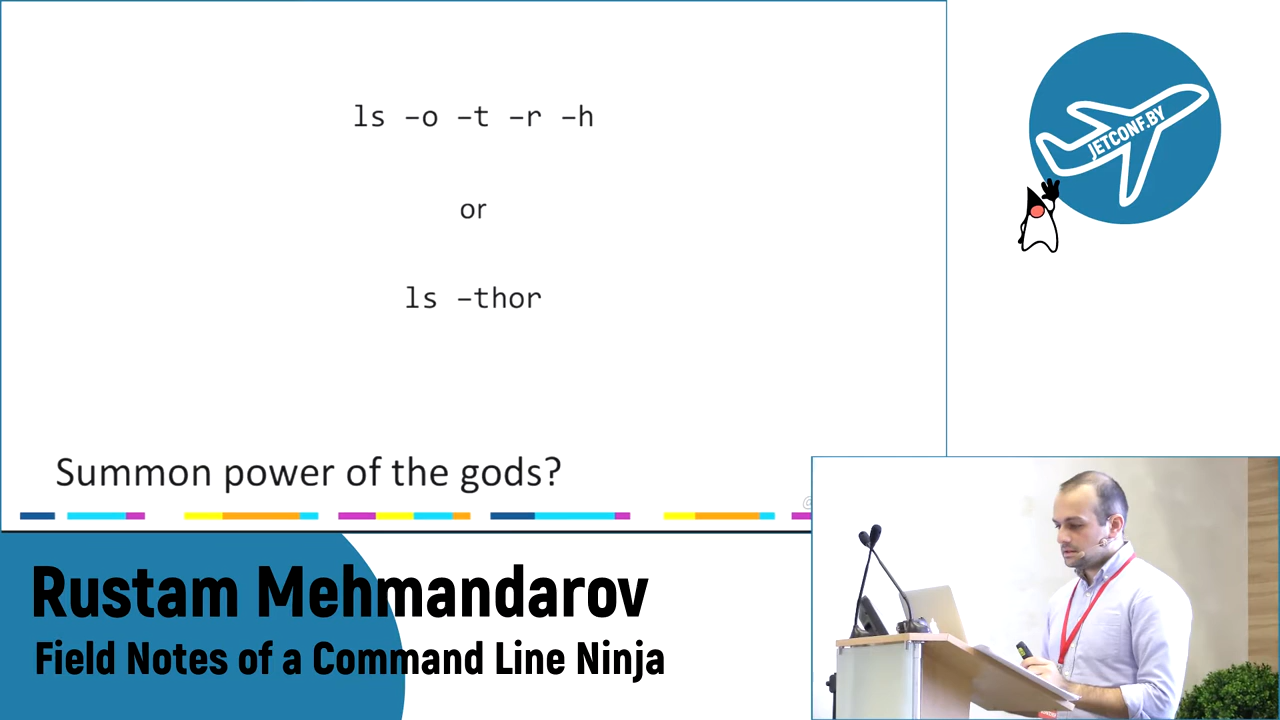 ls –o –t –r –h
or
ls –thor
Summon power of the gods?
JETCONF.BY
Rustam Mehmandarov
Field Notes of a Command Line Ninja